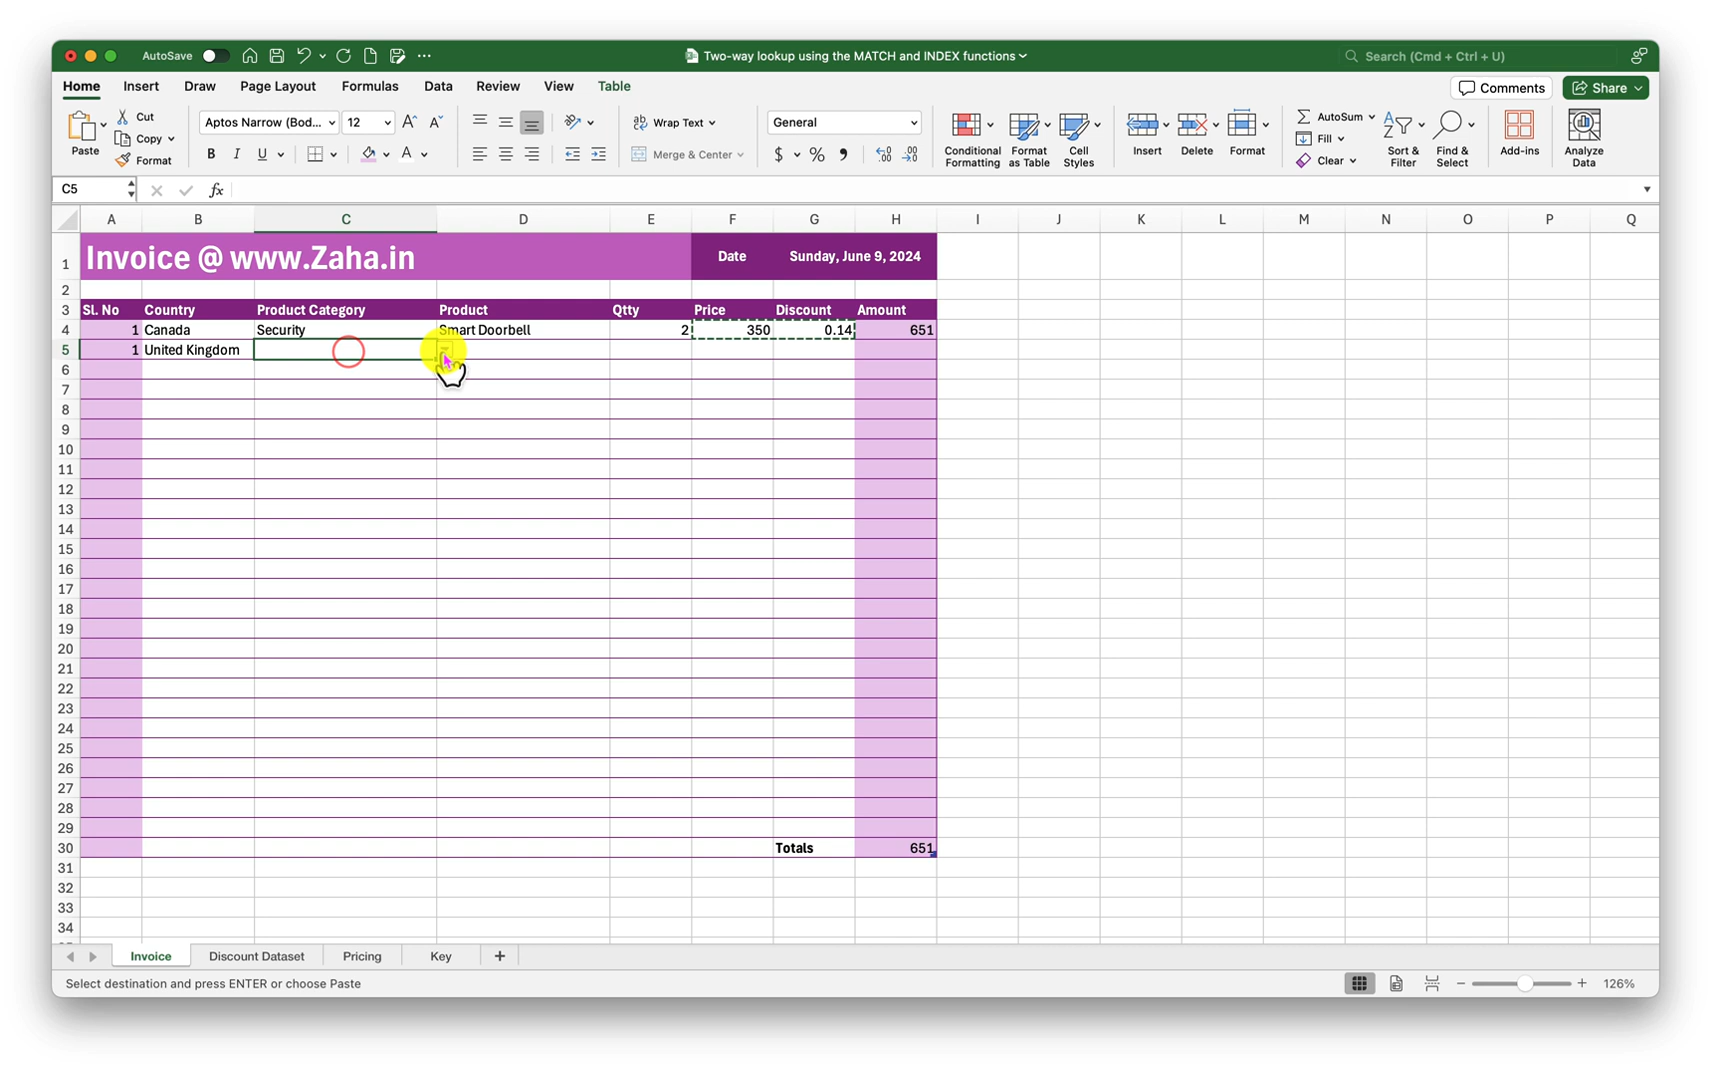 AutoSave
Two-way lookup using the MATCH and INDEX functions
Search (Cmd + Ctrl + U)
Home Insert Draw Page Layout Formulas Data Review View Table
Comments Share
Paste
Cut
Copy
Format
Aptos Narrow (Bod... 12
B I U A
Wrap Text
Merge & Center
General
$ %
Conditional Formatting
Format as Table
Cell Styles
Insert Delete Format
AutoSum
Fill
Clear
Sort & Filter
Find & Select
Add-ins
Analyze Data
C5 fx
A B C D E F G H I J K L M N O P Q
1 Invoice @ www.Zaha.in Date Sunday, June 9, 2024
2
3 Sl. No Country Product Category Product Qtty Price Discount Amount
4 1 Canada Security Smart Doorbell 2 350 0.14 651
5 1 United Kingdom
6
7
8
9
10
11
12
13
14
15
16
17
18
19
20
21
22
23
24
25
26
27
28
29
30 Totals 651
31
32
33
34
Invoice Discount Dataset Pricing Key +
Select destination and press ENTER or choose Paste
126%